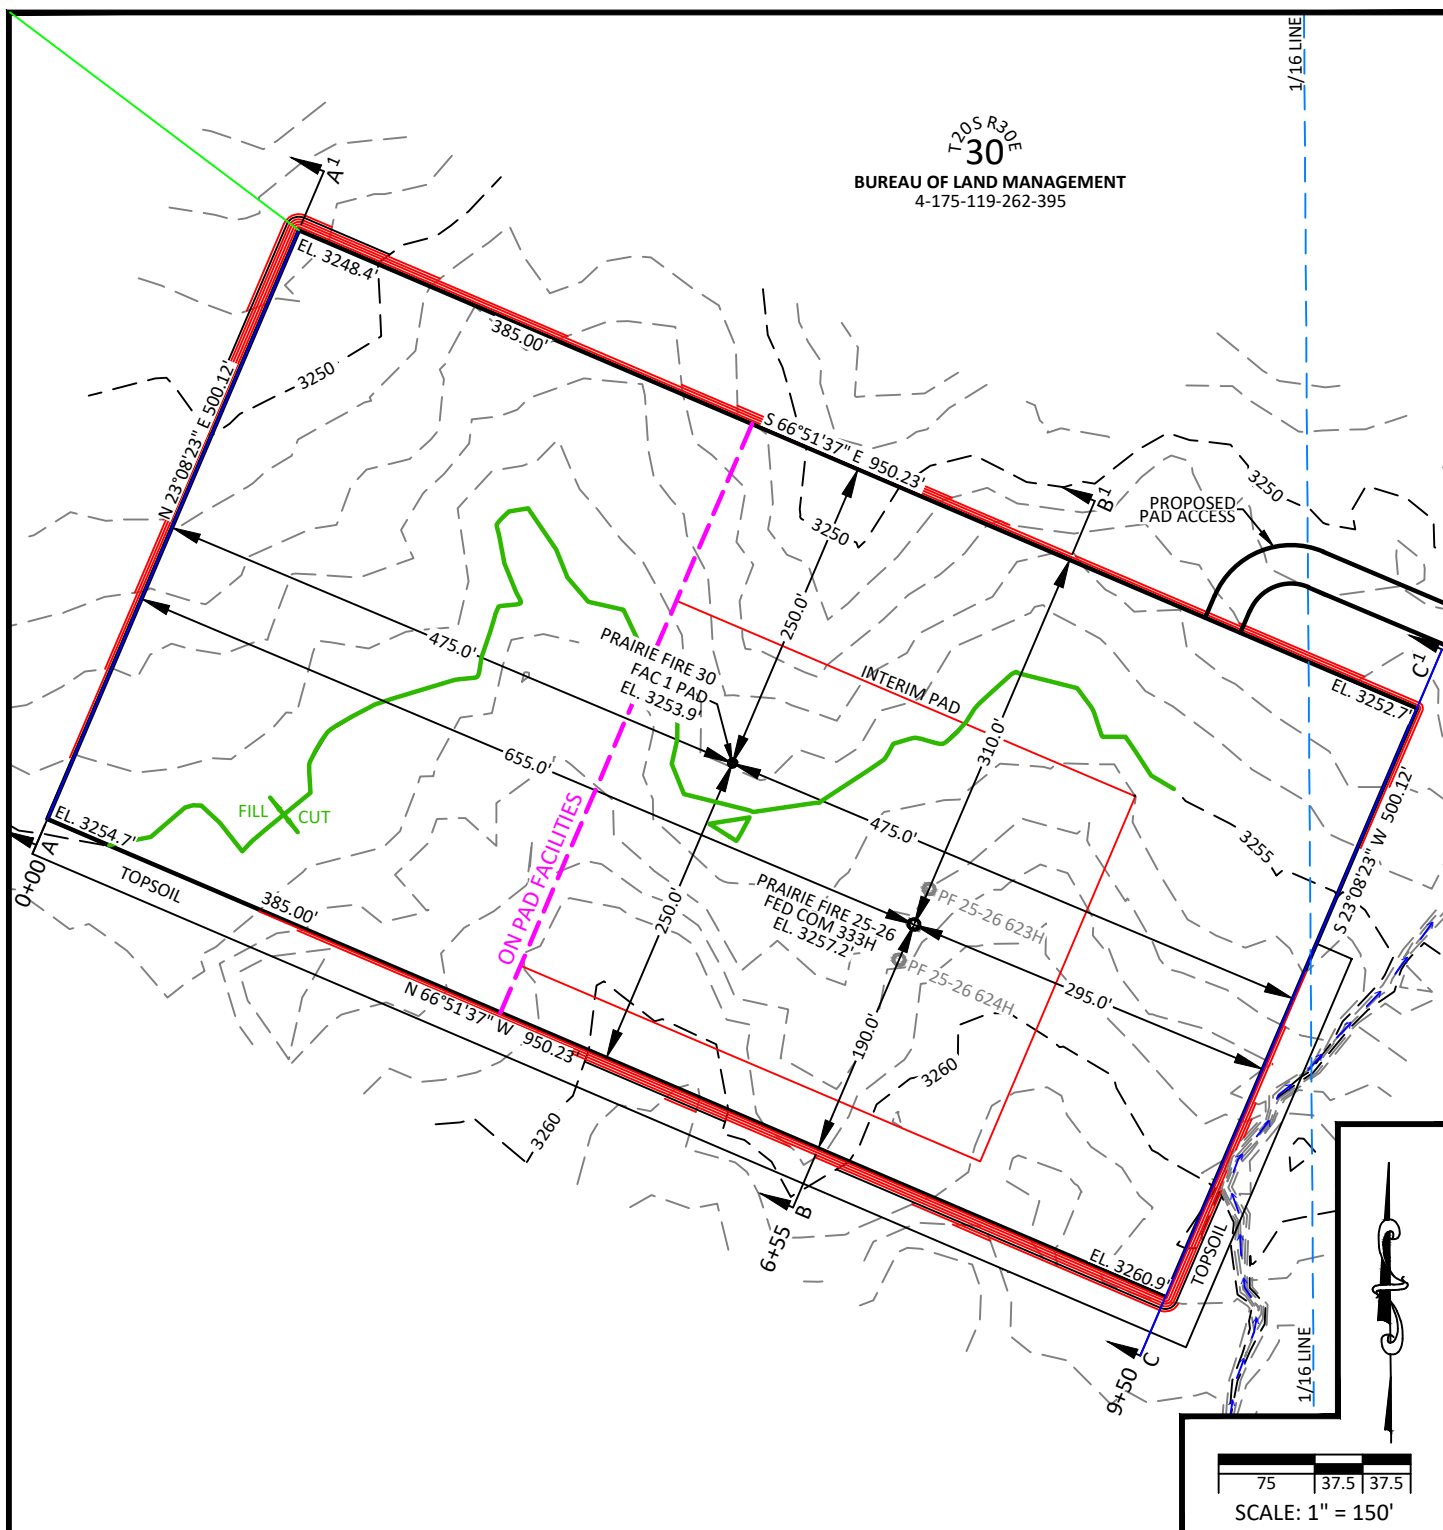 1/16 LINE
T20S R30E
30
BUREAU OF LAND MANAGEMENT
4-175-119-262-395
A1
EL. 3248.4'
385.00'
3250
N 23°08'23" E 500.12'
S 66°51'37" E 950.23'
3250
B1
3250
PROPOSED
PAD ACCESS
C1
EL. 3252.7'
475.0'
250.0'
PRAIRIE FIRE 30
FAC 1 PAD
EL. 3253.9'
INTERIM PAD
310.0'
655.0'
475.0'
S 23°08'23" W 500.12'
3255
FILL
CUT
EL. 3254.7'
A
0+00
TOPSOIL
385.00'
ON PAD FACILITIES
250.0'
PRAIRIE FIRE 25-26
FED COM 333H
EL. 3257.2'
PF 25-26 623H
PF 25-26 624H
295.0'
190.0'
N 66°51'37" W 950.23'
3260
3260
B
6+55
EL. 3260.9'
TOPSOIL
C
9+50
1/16 LINE
75
37.5
37.5
SCALE: 1" = 150'